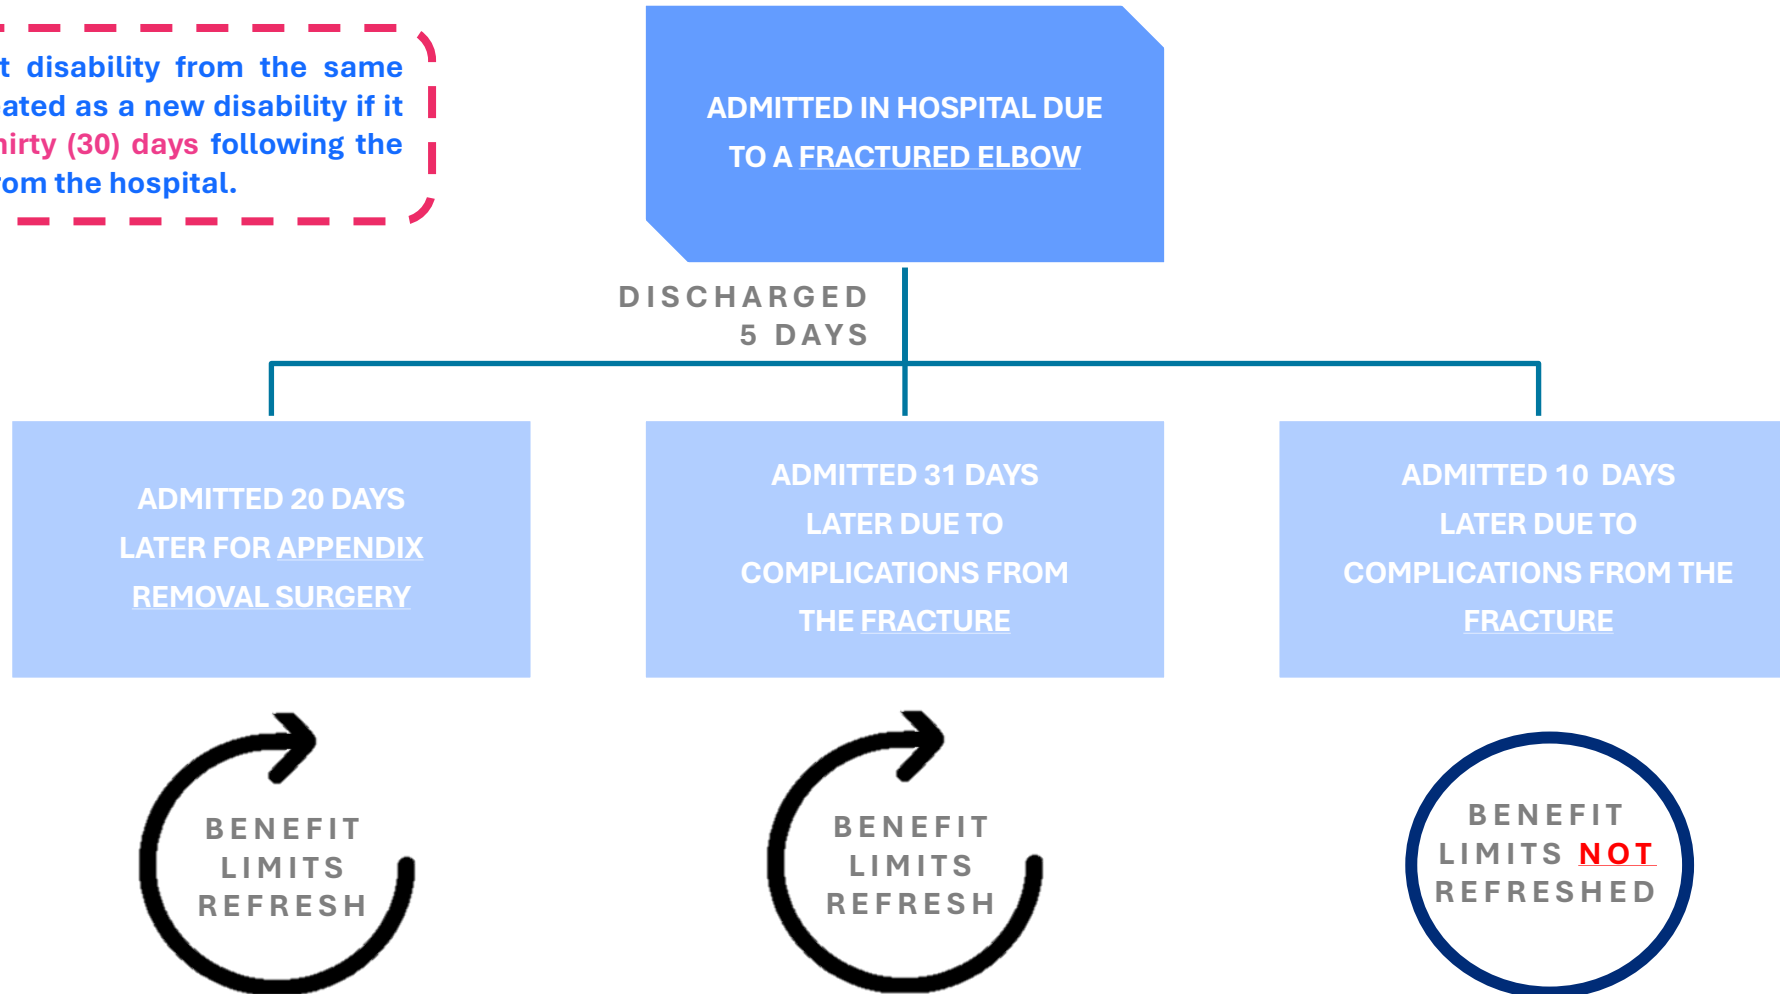 t disability from the same
ated as a new disability if it
hirty (30) days following the
rom the hospital.
ADMITTED IN HOSPITAL DUE
TO A FRACTURED ELBOW
DISCHARGED
5 DAYS
ADMITTED 20 DAYS
LATER FOR APPENDIX
REMOVAL SURGERY
ADMITTED 31 DAYS
LATER DUE TO
COMPLICATIONS FROM
THE FRACTURE
ADMITTED 10 DAYS
LATER DUE TO
COMPLICATIONS FROM THE
FRACTURE
BENEFIT
LIMITS
REFRESH
BENEFIT
LIMITS
REFRESH
BENEFIT
LIMITS NOT
REFRESHED